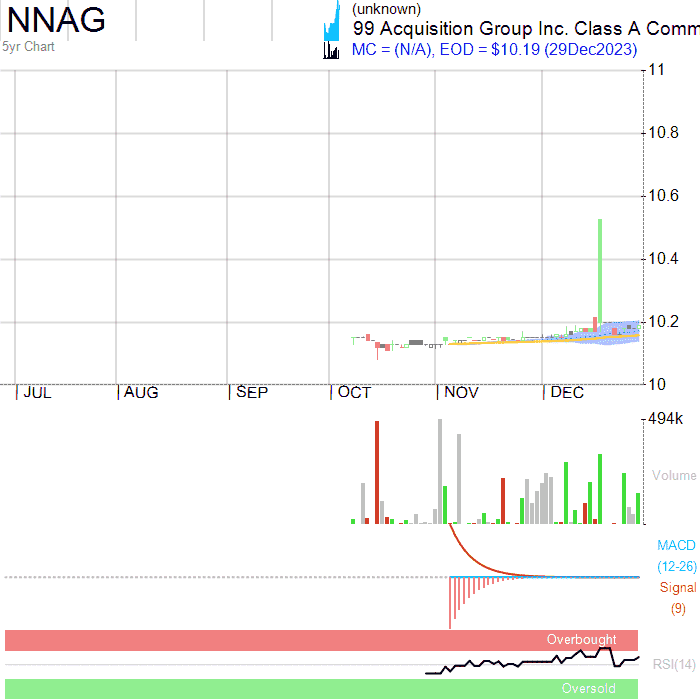 NNAG
(unknown)
99 Acquisition Group Inc. Class A Comm
5yr Chart
MC = (N/A), EOD = $10.19 (29Dec2023)
11
10.8
10.6
10.4
10.2
10
JUL AUG SEP OCT NOV DEC
494k
Volume
MACD
(12-26)
Signal
(9)
Overbought
RSI(14)
Oversold